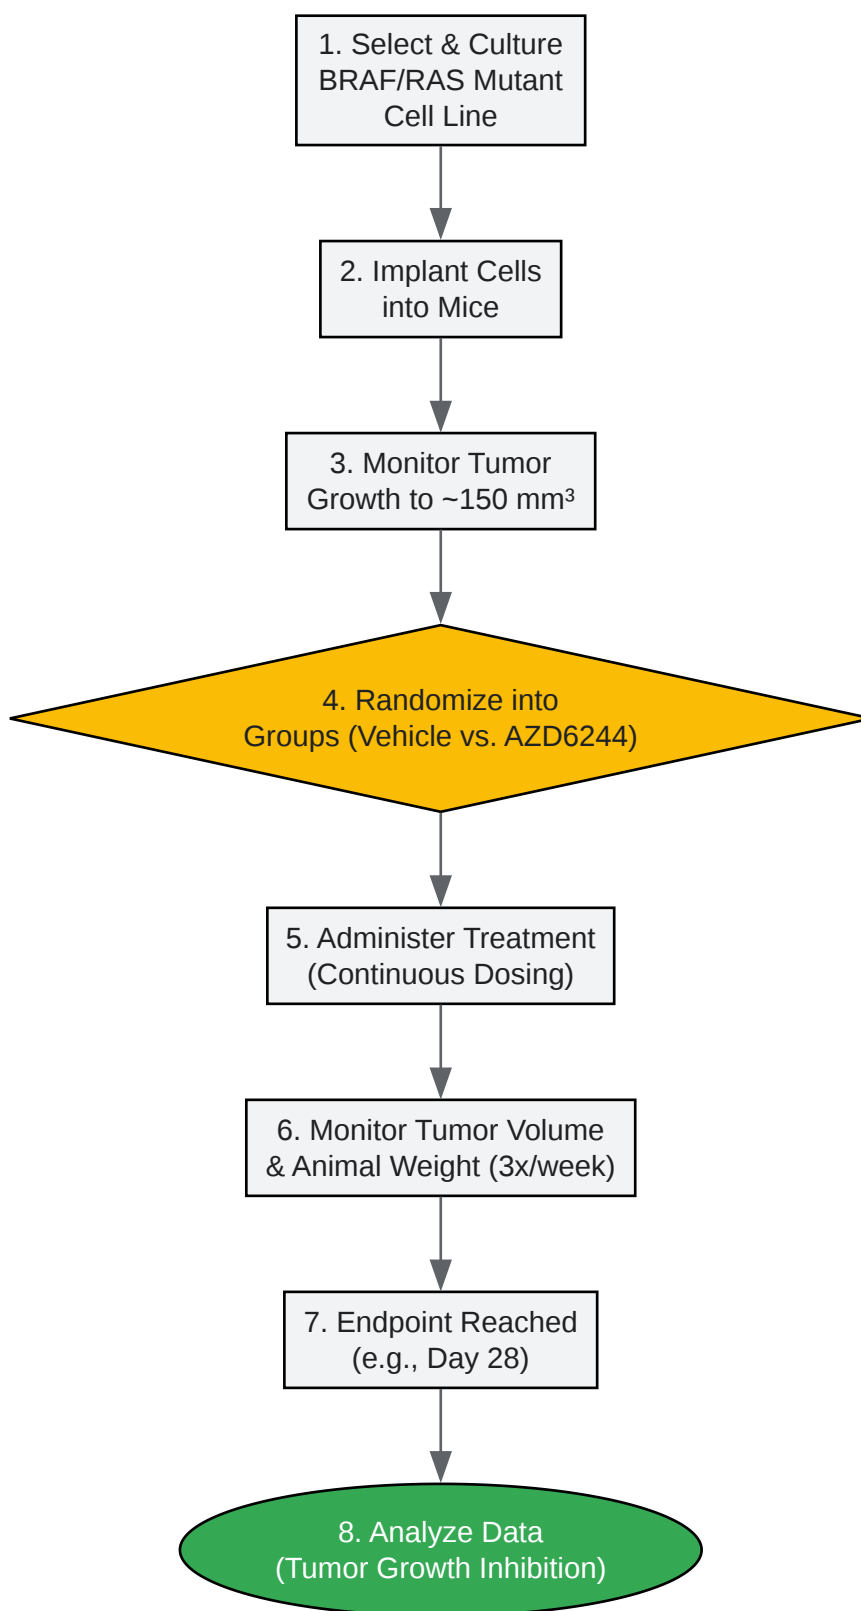 1. Select & Culture
BRAF/RAS Mutant
Cell Line
2. Implant Cells
into Mice
3. Monitor Tumor
Growth to ~150 mm³
4. Randomize into
Groups (Vehicle vs. AZD6244)
5. Administer Treatment
(Continuous Dosing)
6. Monitor Tumor Volume
& Animal Weight (3x/week)
7. Endpoint Reached
(e.g., Day 28)
8. Analyze Data
(Tumor Growth Inhibition)